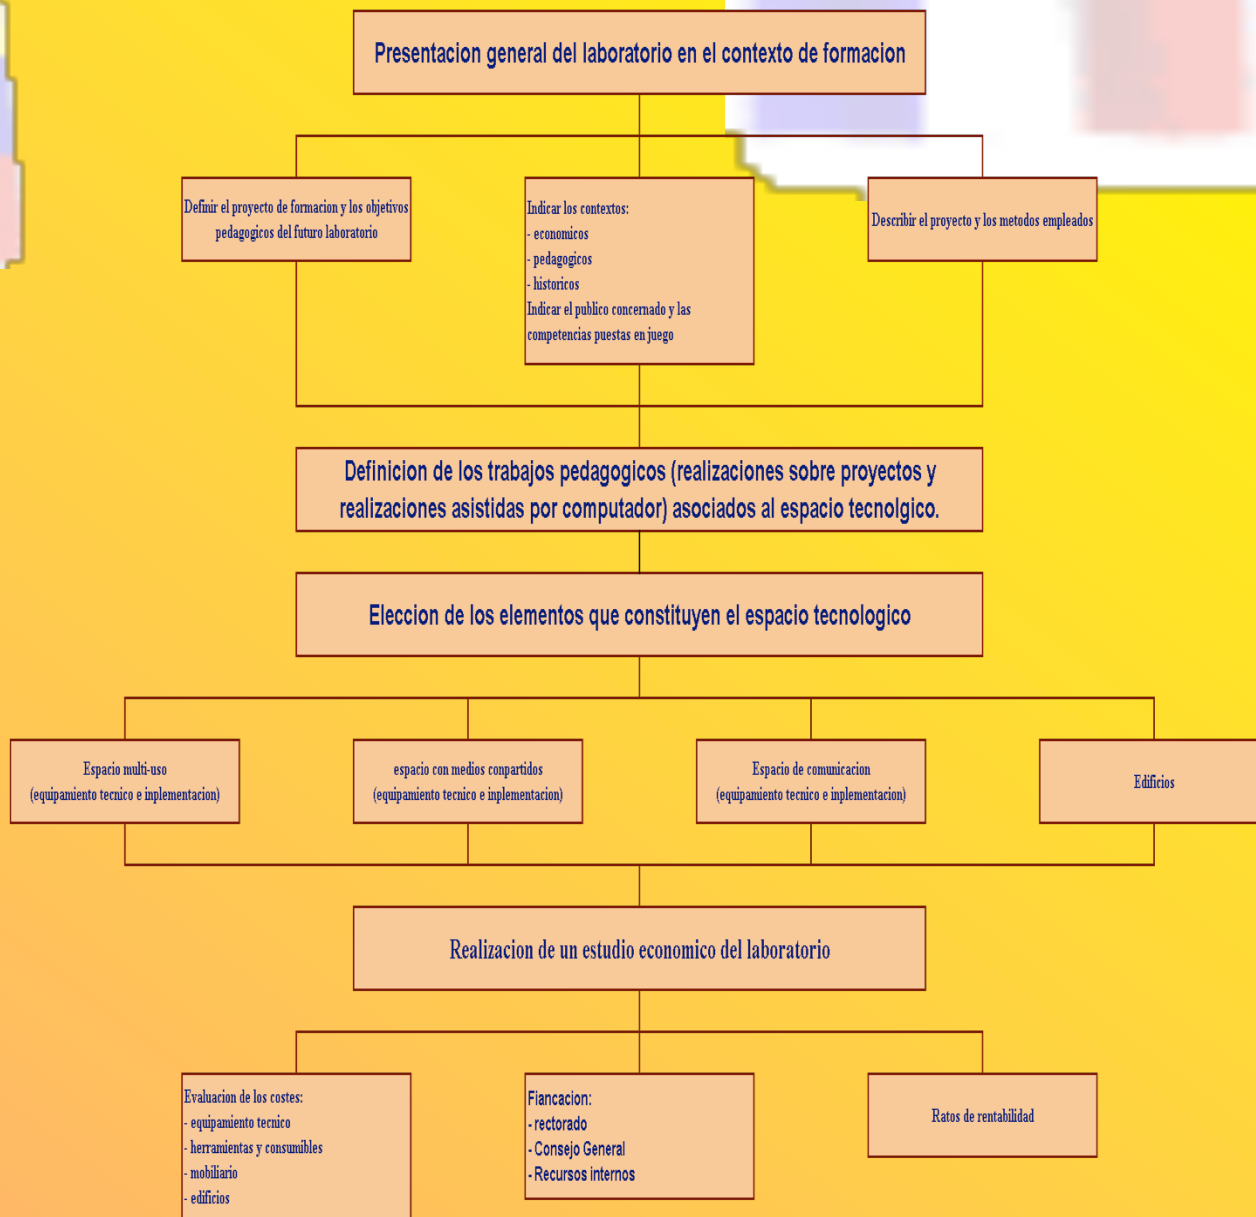 Presentacion general del laboratorio en el contexto de formacion
Definir el proyecto de formacion y los objetivos
pedagogicos del futuro laboratorio
Indicar los contextos:
- economicos
- pedagogicos
- historicos
Indicar el publico concernado y las
competencias puestas en juego
Describir el proyecto y los metodos empleados
Definicion de los trabajos pedagogicos (realizaciones sobre proyectos y
realizaciones asistidas por computador) asociados al espacio tecnolgico.
Eleccion de los elementos que constituyen el espacio tecnologico
Espacio multi-uso
(equipamiento tecnico e inplementacion)
espacio con medios conpartidos
(equipamiento tecnico e inplementacion)
Espacio de comunicacion
(equipamiento tecnico e inplementacion)
Edificios
Realizacion de un estudio economico del laboratorio
Evaluacion de los costes:
- equipamiento tecnico
- herramientas y consumibles
- mobiliario
- edificios
Fiancacion:
- rectorado
- Consejo General
- Recursos internos
Ratos de rentabilidad